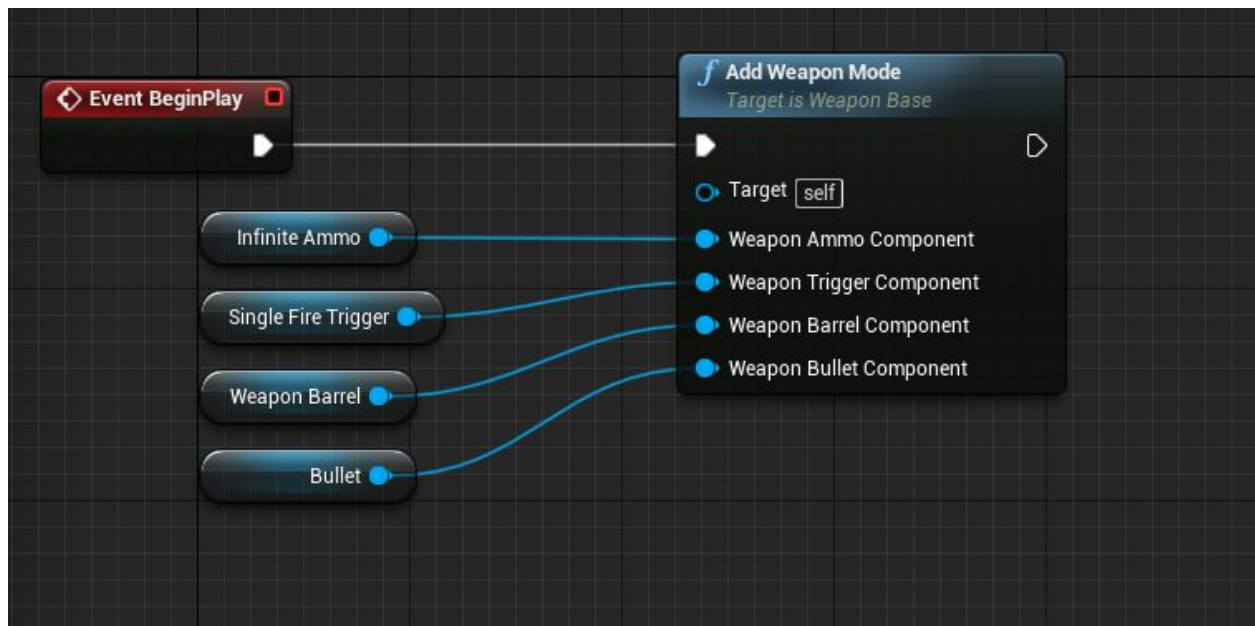 Event BeginPlay
Add Weapon Mode
Target is Weapon Base
Target self
Infinite Ammo
Weapon Ammo Component
Single Fire Trigger
Weapon Trigger Component
Weapon Barrel
Weapon Barrel Component
Bullet
Weapon Bullet Component